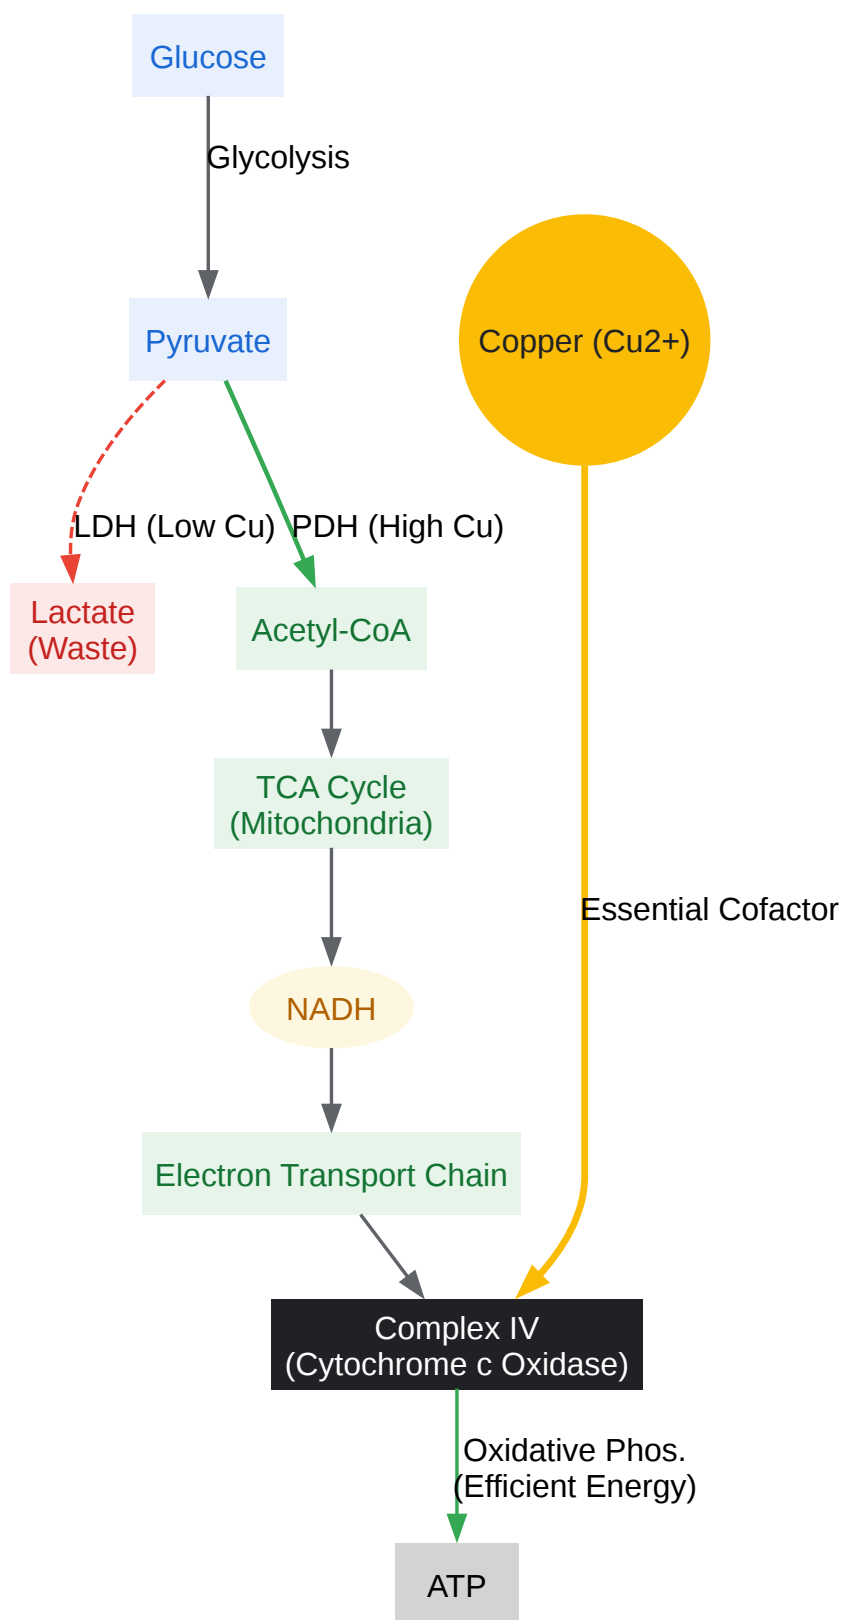 Glucose
Glycolysis
Pyruvate
Copper (Cu2+)
LDH (Low Cu)
PDH (High Cu)
Lactate
(Waste)
Acetyl-CoA
TCA Cycle
(Mitochondria)
Essential Cofactor
NADH
Electron Transport Chain
Complex IV
(Cytochrome c Oxidase)
Oxidative Phos.
(Efficient Energy)
ATP